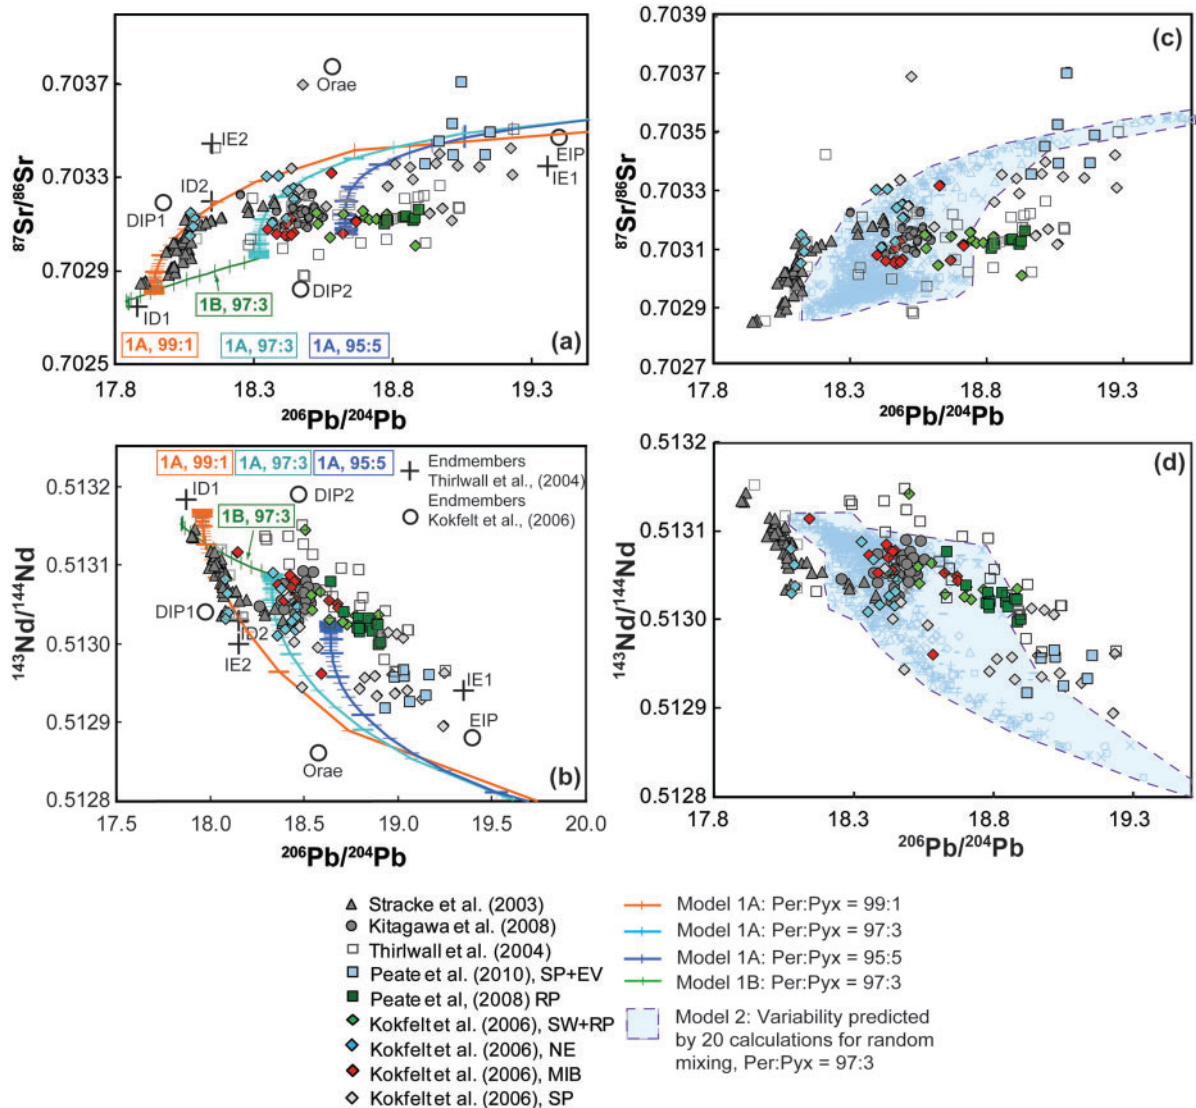 (a)
0.7037
0.7033
0.7029
0.7025
87Sr/86Sr
Orae
IE2
ID2
DIP1
EIP
IE1
DIP2
ID1
1B, 97:3
1A, 99:1
1A, 97:3
1A, 95:5
17.8
18.3
18.8
19.3
206Pb/204Pb
(c)
0.7039
0.7037
0.7035
0.7033
0.7031
0.7029
0.7027
87Sr/86Sr
17.8
18.3
18.8
19.3
206Pb/204Pb
(b)
0.5132
0.5131
0.5130
0.5129
0.5128
143Nd/144Nd
1A, 99:1
1A, 97:3
1A, 95:5
Endmembers
Thirlwall et al., (2004)
Endmembers
Kokfelt et al., (2006)
ID1
DIP2
1B, 97:3
DIP1
ID2
IE2
IE1
EIP
Orae
17.5
18.0
18.5
19.0
19.5
20.0
206Pb/204Pb
(d)
0.5132
0.5131
0.5130
0.5129
0.5128
143Nd/144Nd
17.8
18.3
18.8
19.3
206Pb/204Pb
Stracke et al. (2003)
Kitagawa et al. (2008)
Thirlwall et al. (2004)
Peate et al. (2010), SP+EV
Peate et al, (2008) RP
Kokfelt et al. (2006), SW+RP
Kokfelt et al. (2006), NE
Kokfelt et al. (2006), MIB
Kokfelt et al. (2006), SP
Model 1A: Per:Pyx = 99:1
Model 1A: Per:Pyx = 97:3
Model 1A: Per:Pyx = 95:5
Model 1B: Per:Pyx = 97:3
Model 2: Variability predicted
by 20 calculations for random
mixing, Per:Pyx = 97:3